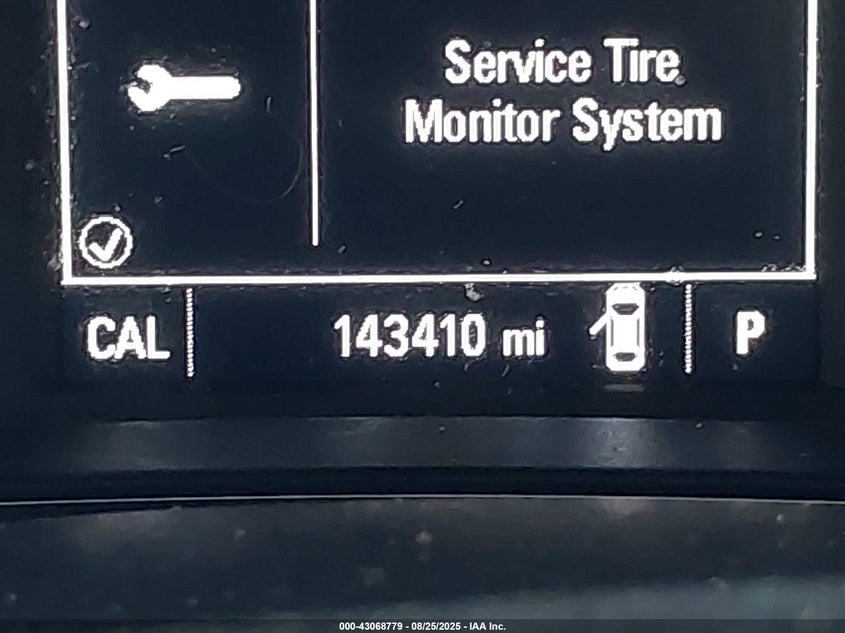 Service Tire
Monitor System
CAL
143410 mi
P
000-43068779 - 08/25/2025 - IAA Inc.